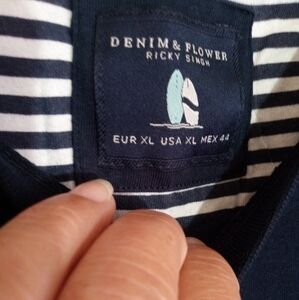 DENIM & FLOWER
RICKY SINGH
EUR XL USA XL MEX 44